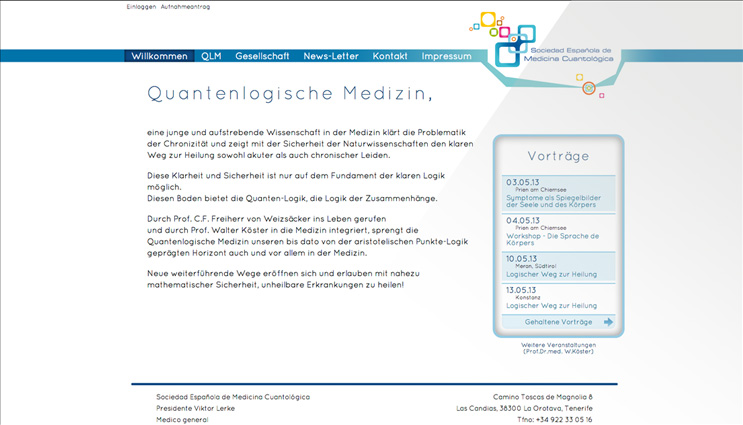 Einloggen Aufnahmeantrag
Sociedad Española de
Medicina Cuantológica
Willkommen QLM Gesellschaft News-Letter Kontakt Impressum
Quantenlogische Medizin,
eine junge und aufstrebende Wissenschaft in der Medizin klärt die Problematik
der Chronizität und zeigt mit der Sicherheit der Naturwissenschaften den klaren
Weg zur Heilung sowohl akuter als auch chronischer Leiden.
Diese Klarheit und Sicherheit ist nur auf dem Fundament der klaren Logik
möglich.
Diesen Boden bietet die Quanten-Logik, die Logik der Zusammenhänge.
Durch Prof. C.F. Freiherr von Weizsäcker ins Leben gerufen
und durch Prof. Walter Köster in die Medizin integriert, sprengt die
Quantenlogische Medizin unseren bis dato von der aristotelischen Punkte-Logik
geprägten Horizont auch und vor allem in der Medizin.
Neue weiterführende Wege eröffnen sich und erlauben mit nahezu
mathematischer Sicherheit, unheilbare Erkrankungen zu heilen!
Vorträge
03.05.13
Prien am Chiemsee
Symptome als Spiegelbilder
der Seele und des Körpers
04.05.13
Prien am Chiemsee
Workshop - Die Sprache de
Körpers
10.05.13
Meran, Südtirol
Logischer Weg zur Heilung
13.05.13
Konstanz
Logischer Weg zur Heilung
Gehaltene Vorträge
Weitere Veranstaltungen
(Prof.Dr.med. W.Köster)
Sociedad Española de Medicina Cuantológica
Presidente Viktor Lerke
Medico general
Camino Toscas de Magnolia 8
Las Candias, 38300 La Orotava, Tenerife
Tfno: +34 922 33 05 16